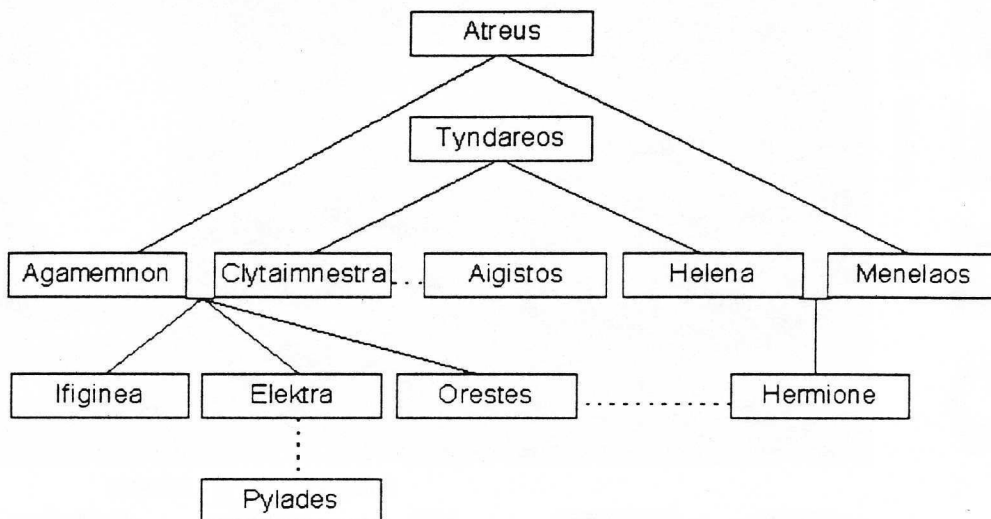 Atreus
Tyndareos
Agamemnon
Clytaimnestra
Aigistos
Helena
Menelaos
Ifiginea
Elektra
Orestes
Hermione
Pylades